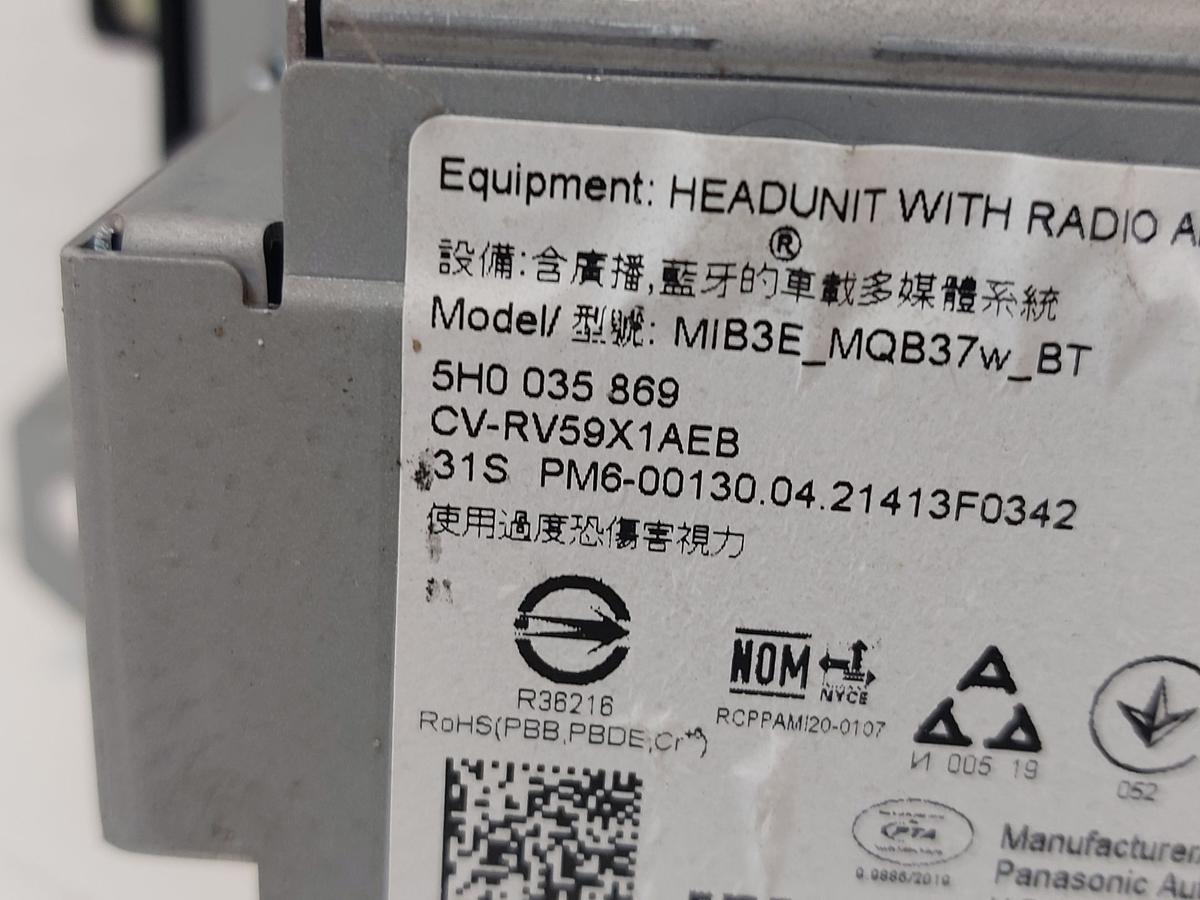 Equipment: HEADUNIT WITH RADIO
®
設備:含廣播,藍牙的車載多媒體系統
Model/ 型號: MIB3E_MQB37w_BT
5H0 035 869
CV-RV59X1AEB
31S PM6-00130.04.21413F0342
使用過度恐傷害視力
R36216
RoHS(PBB,PBDE,Cr⁺⁶)
NOM
NYCE
RCPPAMI20-0107
И 005 19
052
PTA
9.9886/2019
Manufacturer
Panasonic